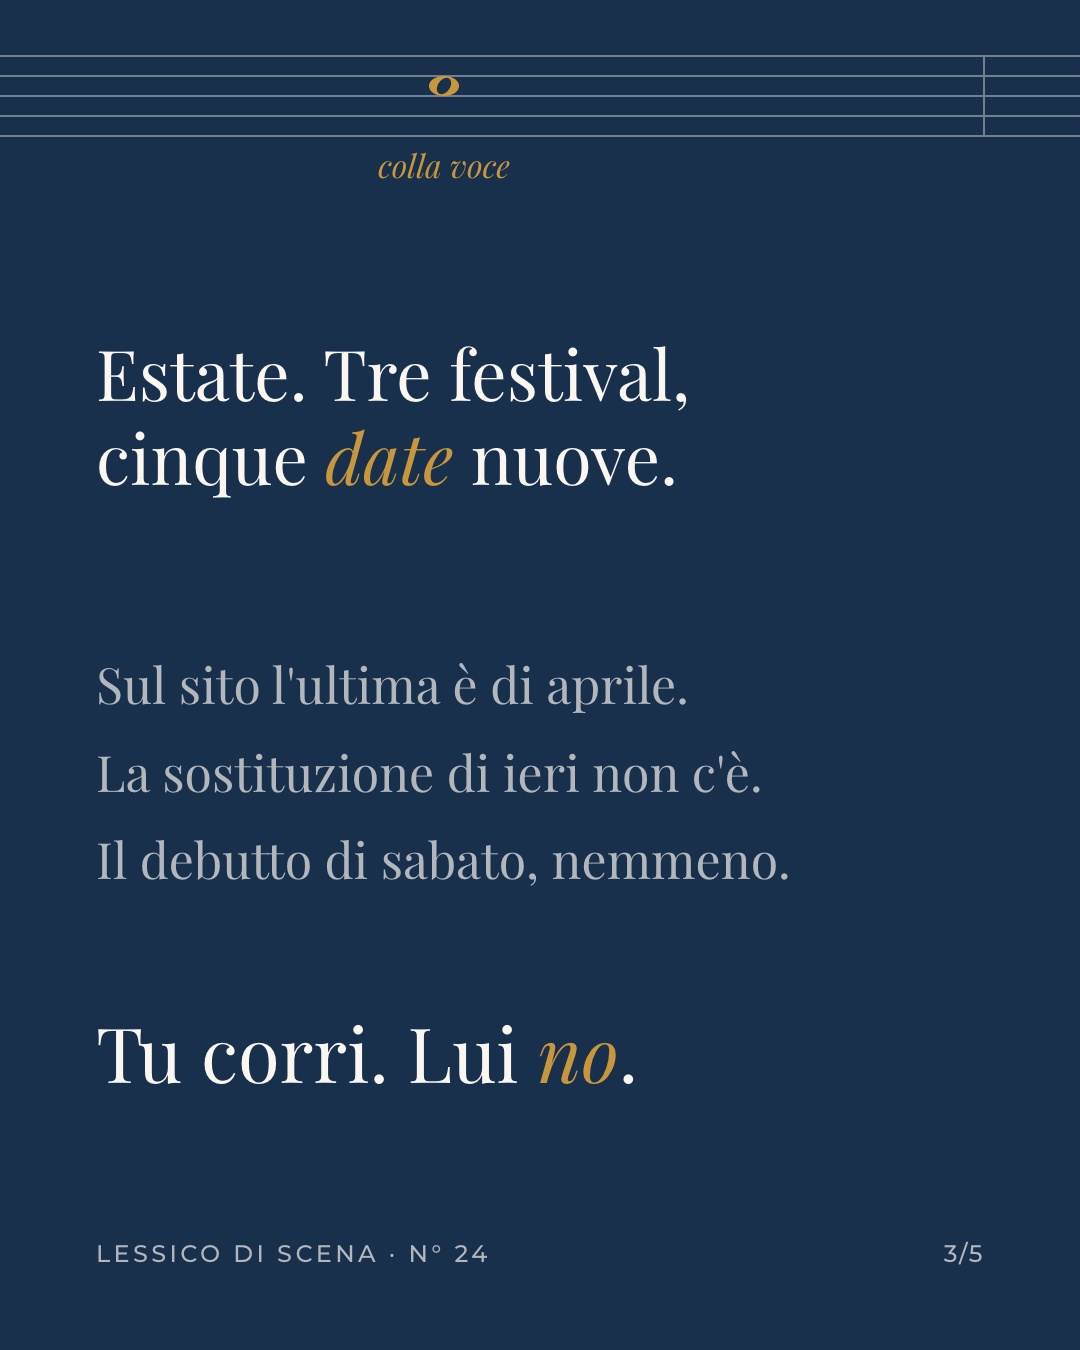 colla voce
Estate. Tre festival,
cinque date nuove.
Sul sito l'ultima è di aprile.
La sostituzione di ieri non c'è.
Il debutto di sabato, nemmeno.
Tu corri. Lui no.
LESSICO DI SCENA · N° 24
3/5